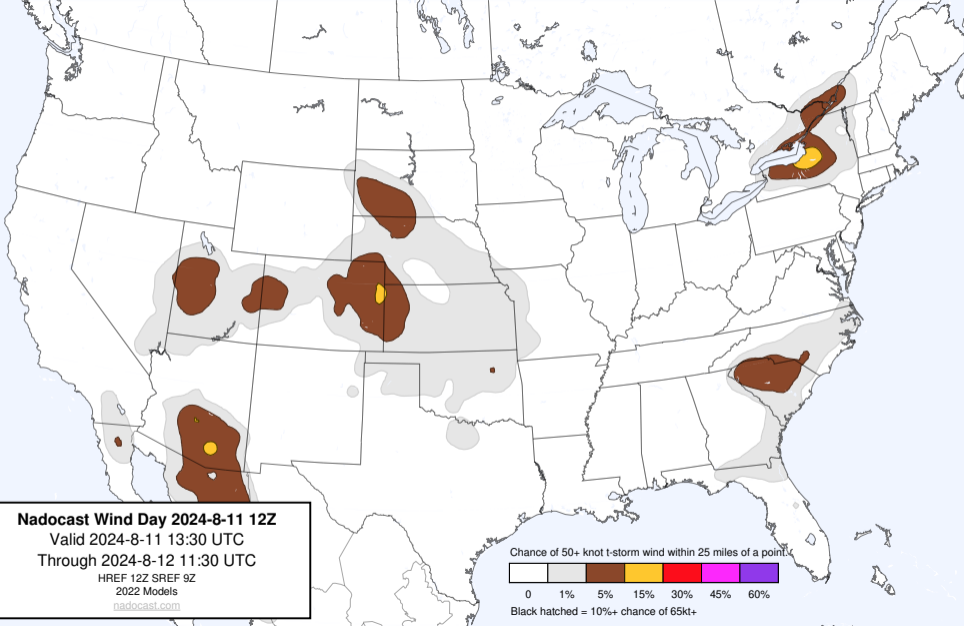 Nadocast Wind Day 2024-8-11 12Z
Valid 2024-8-11 13:30 UTC
Through 2024-8-12 11:30 UTC
HREF 12Z SREF 9Z
2022 Models
nadocast.com
Chance of 50+ knot t-storm wind within 25 miles of a point.
0 1% 5% 15% 30% 45% 60%
Black hatched = 10%+ chance of 65kt+